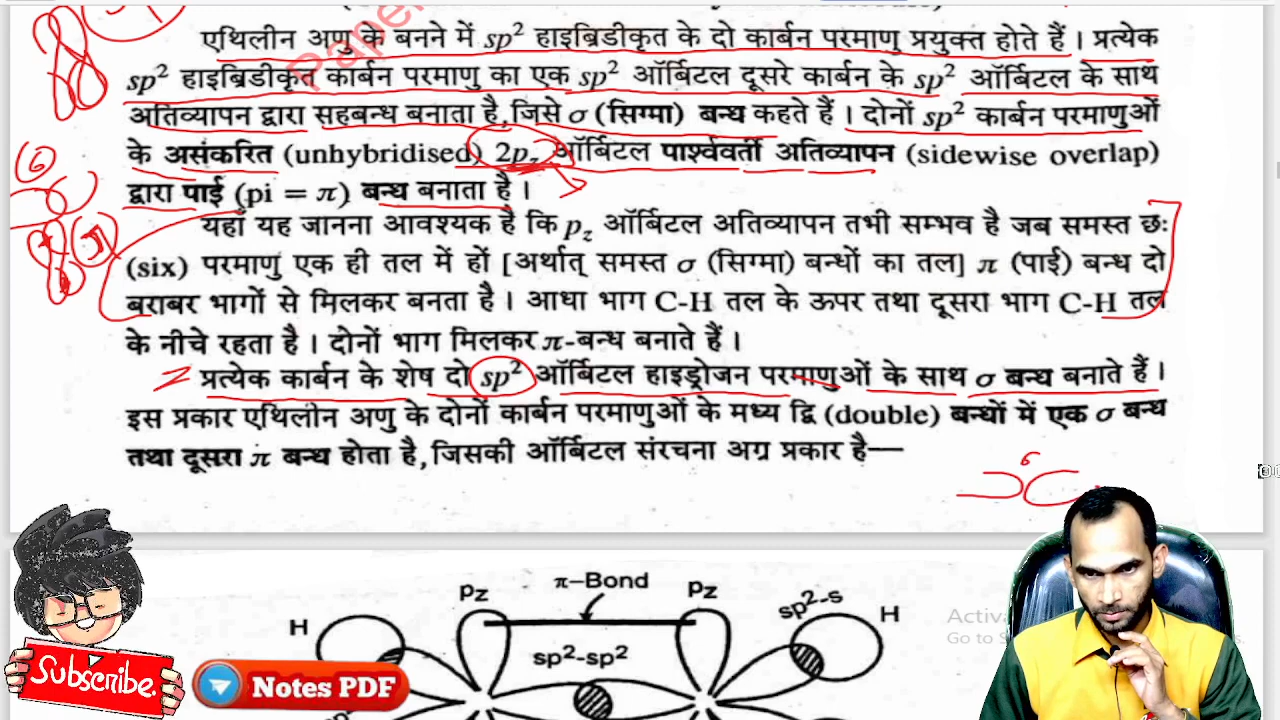 एथिलीन अणु के बनने में sp² हाइब्रिडीकृत के दो कार्बन परमाणु प्रयुक्त होते हैं। प्रत्येक
sp² हाइब्रिडीकृत कार्बन परमाणु का एक sp² ऑर्बिटल दूसरे कार्बन के sp² ऑर्बिटल के साथ
अतिव्यापन द्वारा सहबन्ध बनाता है, जिसे σ (सिग्मा) बन्ध कहते हैं। दोनों sp² कार्बन परमाणुओं
के असंकरित (unhybridised) 2p_z ऑर्बिटल पार्श्ववर्ती अतिव्यापन (sidewise overlap)
द्वारा पाई (pi = π) बन्ध बनाता है।
यहाँ यह जानना आवश्यक है कि p_z ऑर्बिटल अतिव्यापन तभी सम्भव है जब समस्त छः
(six) परमाणु एक ही तल में हों [अर्थात् समस्त σ (सिग्मा) बन्धों का तल] π (पाई) बन्ध दो
बराबर भागों से मिलकर बनता है। आधा भाग C-H तल के ऊपर तथा दूसरा भाग C-H तल
के नीचे रहता है। दोनों भाग मिलकर π-बन्ध बनाते हैं।
प्रत्येक कार्बन के शेष दो sp² ऑर्बिटल हाइड्रोजन परमाणुओं के साथ σ बन्ध बनाते हैं।
इस प्रकार एथिलीन अणु के दोनों कार्बन परमाणुओं के मध्य द्वि (double) बन्धों में एक σ बन्ध
तथा दूसरा π बन्ध होता है, जिसकी ऑर्बिटल संरचना अग्र प्रकार है—
π-Bond
Pz
Pz
sp2-s
H
H
sp2-sp2
Activa
Go to S
Subscribe.
Notes PDF